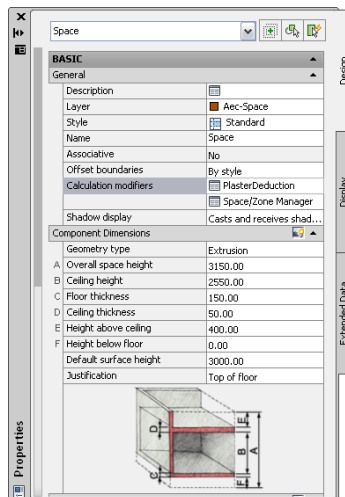 Space
Design
BASIC
General
Description
Layer Aec-Space
Style Standard
Name Space
Display
Associative No
Offset boundaries By style
Calculation modifiers PlasterDeduction
Space/Zone Manager
Shadow display Casts and receives shad...
Component Dimensions
Geometry type Extrusion
A Overall space height 3150.00
B Ceiling height 2550.00
Extended Data
C Floor thickness 150.00
D Ceiling thickness 50.00
E Height above ceiling 400.00
F Height below floor 0.00
Default surface height 3000.00
Justification Top of floor
D E
B A
C F
Properties